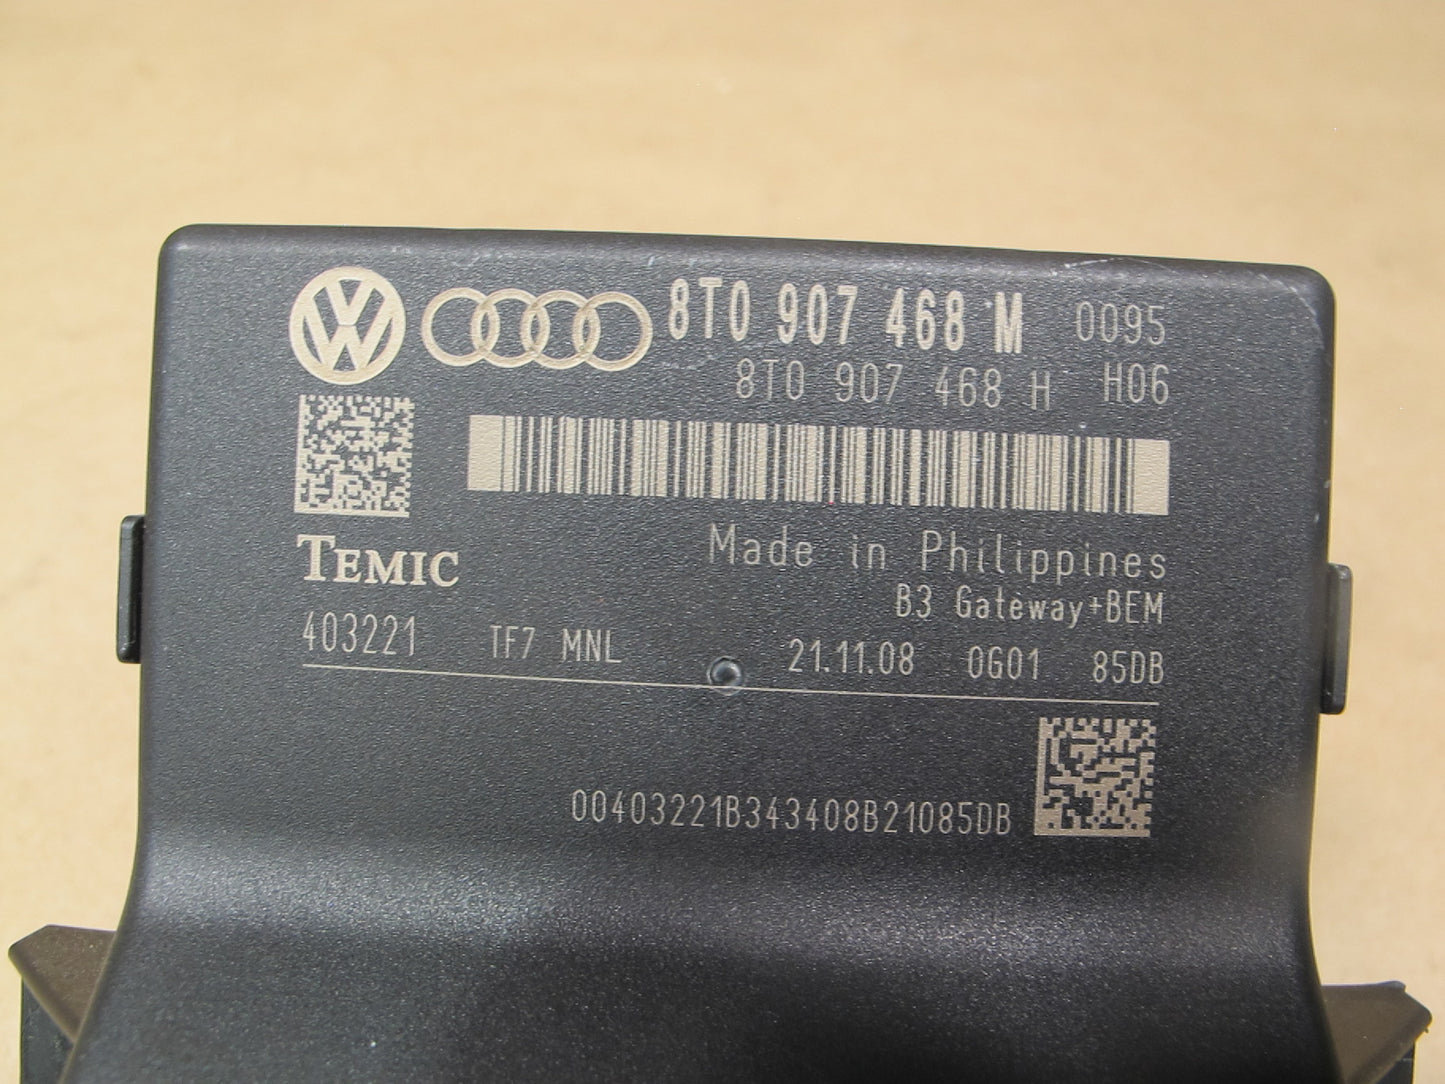 8T0 907 468 M 0095
8T0 907 468 H H06
TEMIC
Made in Philippines
B3 Gateway+BEM
403221 TF7 MNL 21.11.08 0G01 85DB
00403221B343408B21085DB